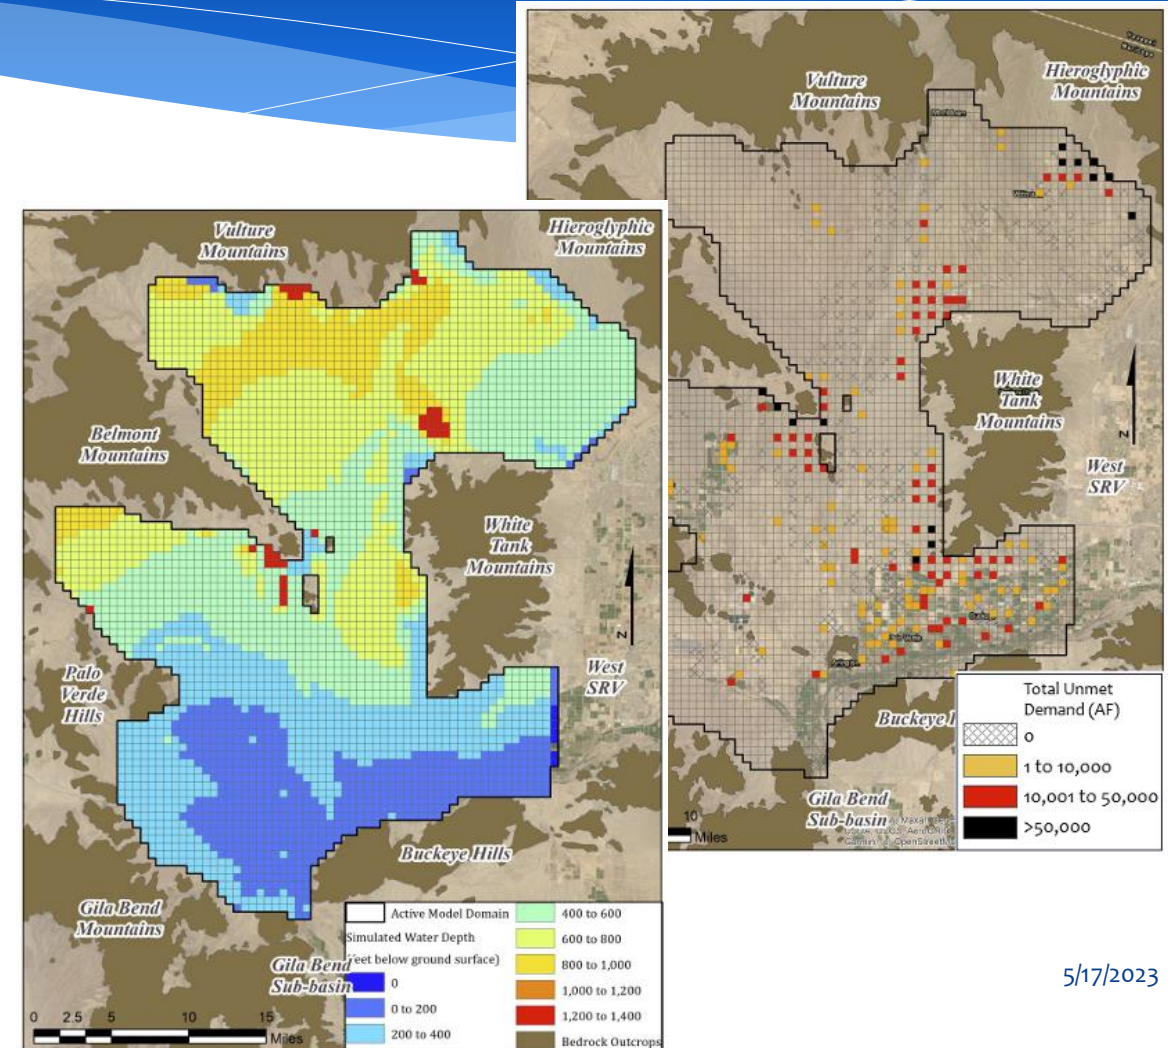 Vulture
Mountains
Hieroglyphic
Mountains
Belmont
Mountains
White
Tank
Mountains
Palo
Verde
Hills
West
SRV
N
Buckeye Hills
Gila Bend
Mountains
Gila Bend
Sub-basin
0 2.5 5 10 15
Miles
Active Model Domain
Simulated Water Depth
feet below ground surface)
0
0 to 200
200 to 400
400 to 600
600 to 800
800 to 1,000
1,000 to 1,200
1,200 to 1,400
Bedrock Outcrops
Yavapai
Maricopa
Vulture
Mountains
Hieroglyphic
Mountains
White
Tank
Mountains
N
West
SRV
Buckeye
Gila Bend
Sub-basin
10
Miles
Total Unmet
Demand (AF)
0
1 to 10,000
10,001 to 50,000
>50,000
5/17/2023